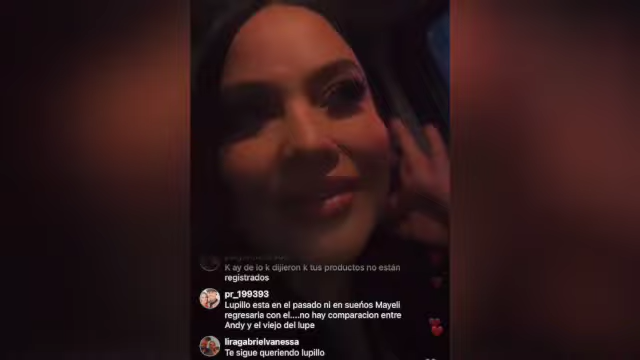 K ay de lo k dijieron k tus productos no están
registrados
pr_199393
Lupillo esta en el pasado ni en sueños Mayeli
regresaria con el....no hay comparacion entre
Andy y el viejo del lupe
liragabrielvanessa
Te sigue queriendo lupillo